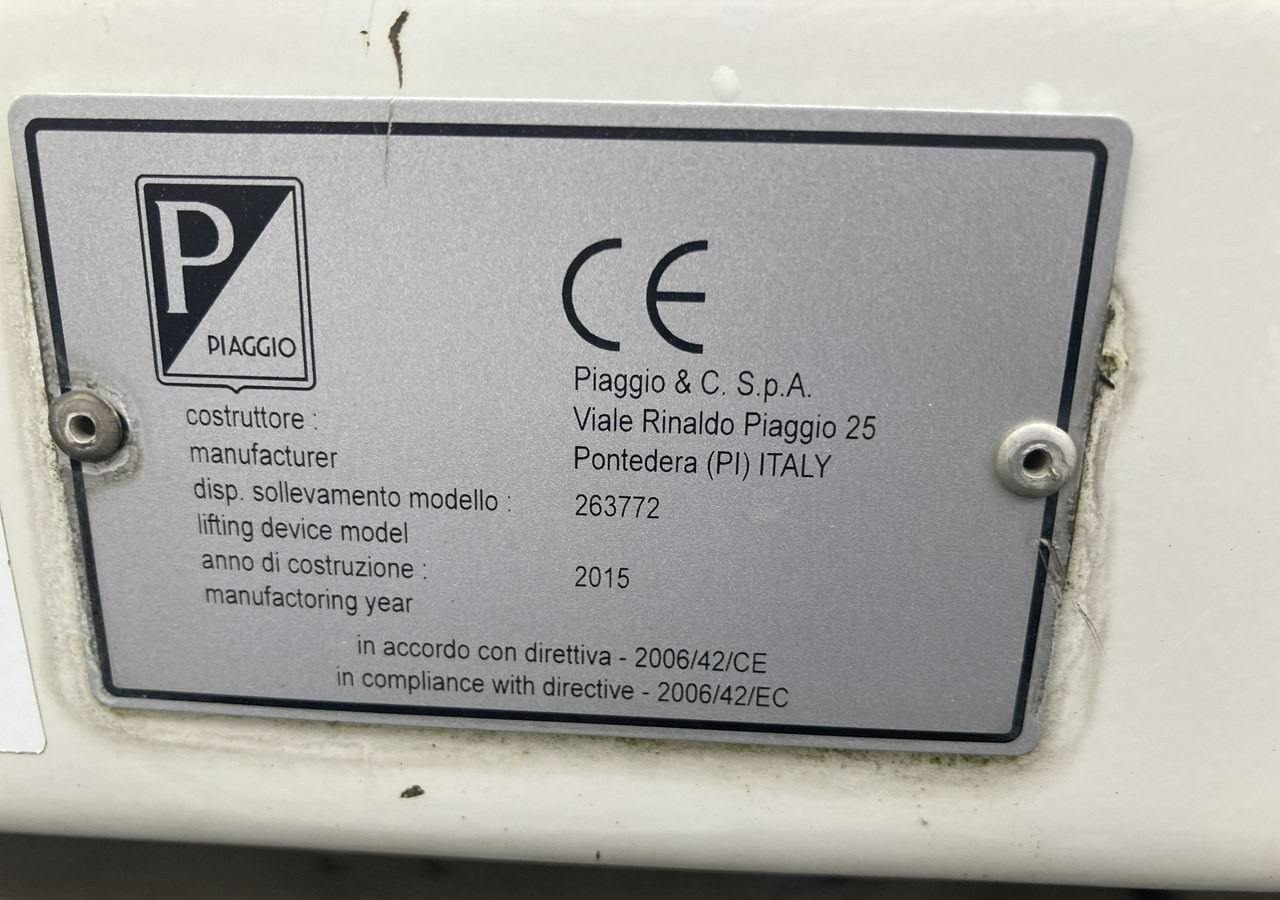 P
PIAGGIO
CE
costruttore :
manufacturer
Piaggio & C. S.p.A.
Viale Rinaldo Piaggio 25
Pontedera (PI) ITALY
disp. sollevamento modello :
lifting device model
263772
anno di costruzione :
manufactoring year
2015
in accordo con direttiva - 2006/42/CE
in compliance with directive - 2006/42/EC